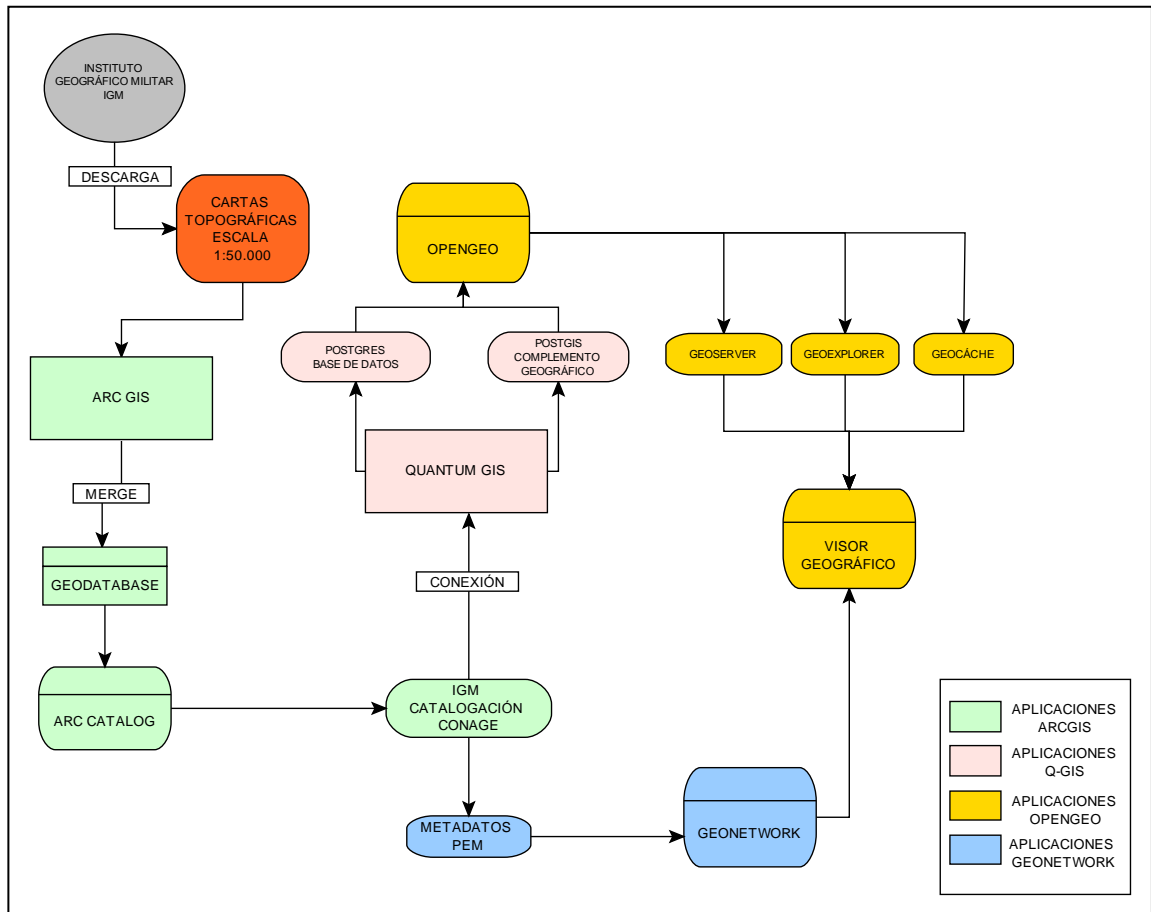 INSTITUTO
GEOGRÁFICO MILITAR
IGM
DESCARGA
CARTAS
TOPOGRÁFICAS
ESCALA
1:50.000
OPENGEO
POSTGRES
BASE DE DATOS
POSTGIS
COMPLEMENTO
GEOGRÁFICO
GEOSERVER
GEOEXPLORER
GEOCÁCHE
ARC GIS
QUANTUM GIS
MERGE
VISOR
GEOGRÁFICO
GEODATABASE
CONEXIÓN
ARC CATALOG
IGM
CATALOGACIÓN
CONAGE
METADATOS
PEM
GEONETWORK
APLICACIONES
ARCGIS
APLICACIONES
Q-GIS
APLICACIONES
OPENGEO
APLICACIONES
GEONETWORK